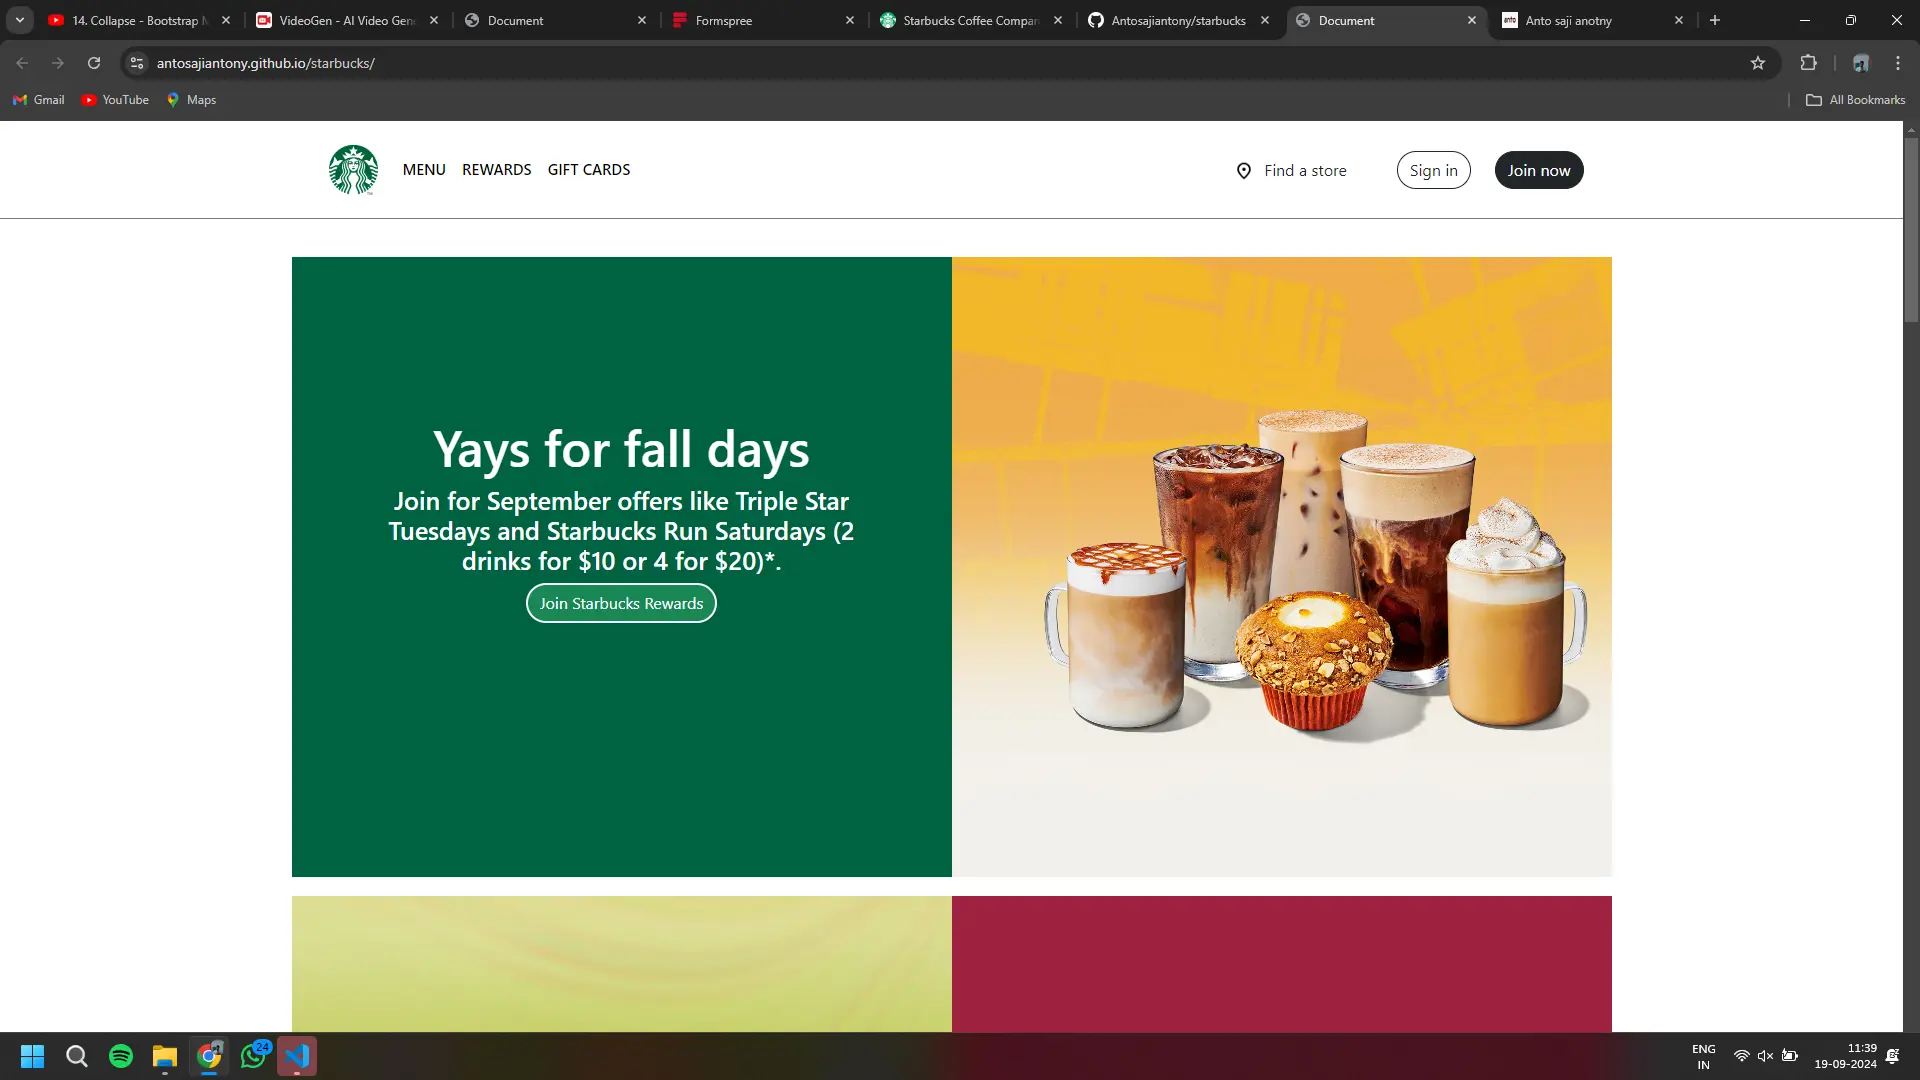 14. Collapse - Bootstrap
VideoGen - AI Video Gene
Document
Formspree
Starbucks Coffee Compan
Antosajiantony/starbucks
Document
anto
Anto saji anotny
antosajiantony.github.io/starbucks/
Gmail
YouTube
Maps
All Bookmarks
MENU
REWARDS
GIFT CARDS
Find a store
Sign in
Join now
Yays for fall days
Join for September offers like Triple Star
Tuesdays and Starbucks Run Saturdays (2
drinks for $10 or 4 for $20)*.
Join Starbucks Rewards
24
ENG
IN
11:39
19-09-2024